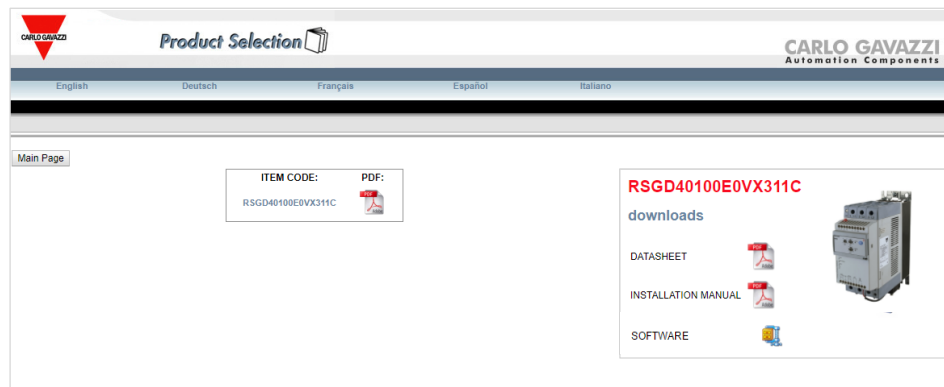 CARLO GAVAZZI
Product Selection
CARLO GAVAZZI
Automation Components
English Deutsch Français Español Italiano
Main Page
ITEM CODE: PDF:
RSGD40100E0VX311C
RSGD40100E0VX311C
downloads
DATASHEET
INSTALLATION MANUAL
SOFTWARE